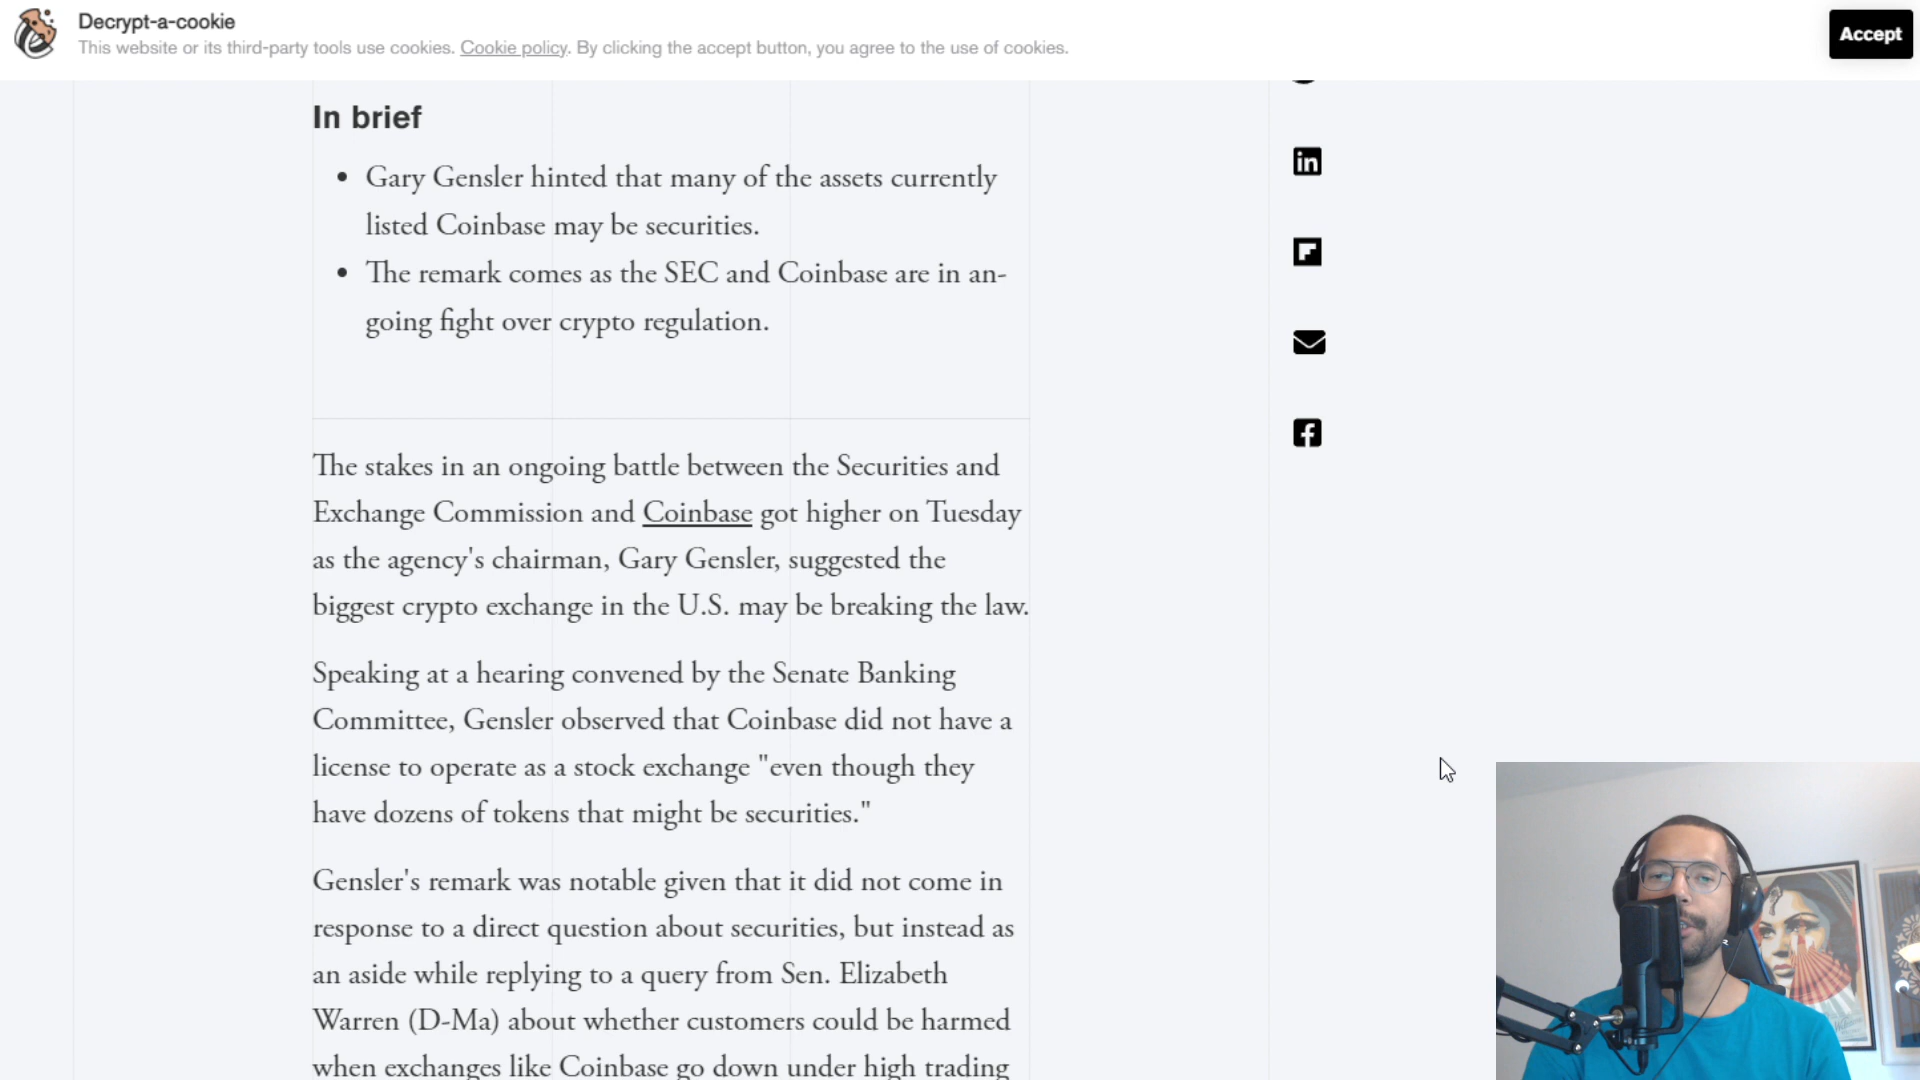 Decrypt-a-cookie
This website or its third-party tools use cookies. Cookie policy. By clicking the accept button, you agree to the use of cookies.
Accept
In brief
• Gary Gensler hinted that many of the assets currently
listed Coinbase may be securities.
• The remark comes as the SEC and Coinbase are in an-
going fight over crypto regulation.
The stakes in an ongoing battle between the Securities and
Exchange Commission and Coinbase got higher on Tuesday
as the agency's chairman, Gary Gensler, suggested the
biggest crypto exchange in the U.S. may be breaking the law.
Speaking at a hearing convened by the Senate Banking
Committee, Gensler observed that Coinbase did not have a
license to operate as a stock exchange "even though they
have dozens of tokens that might be securities."
Gensler's remark was notable given that it did not come in
response to a direct question about securities, but instead as
an aside while replying to a query from Sen. Elizabeth
Warren (D-Ma) about whether customers could be harmed
when exchanges like Coinbase go down under high trading